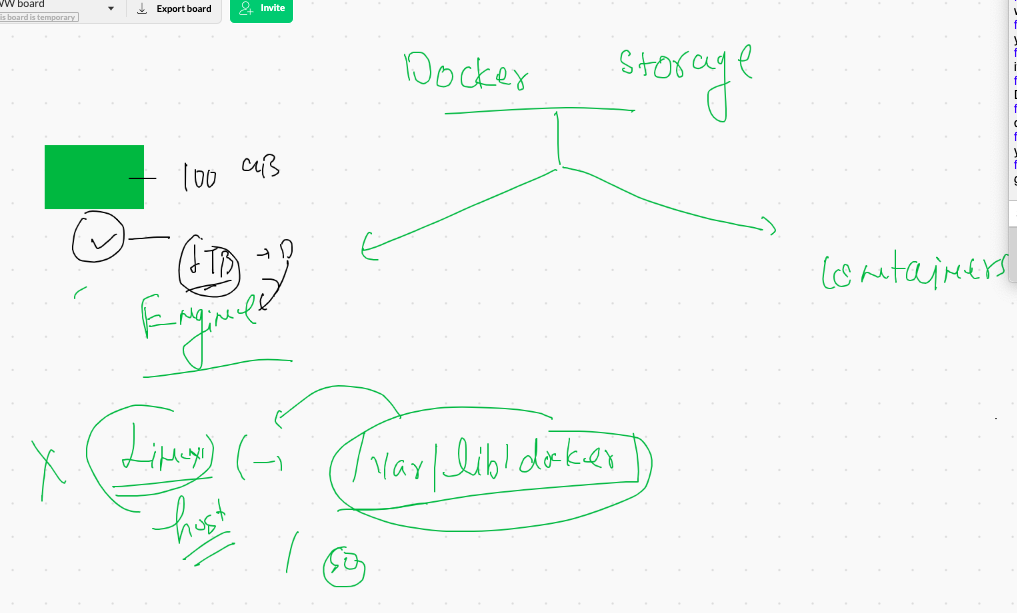 WW board
is board is temporary
Export board
Invite
Docker Storage
100 GB
1TB → D
Containers
Engine
X Linux (-) /var/lib/docker
host
/ 50